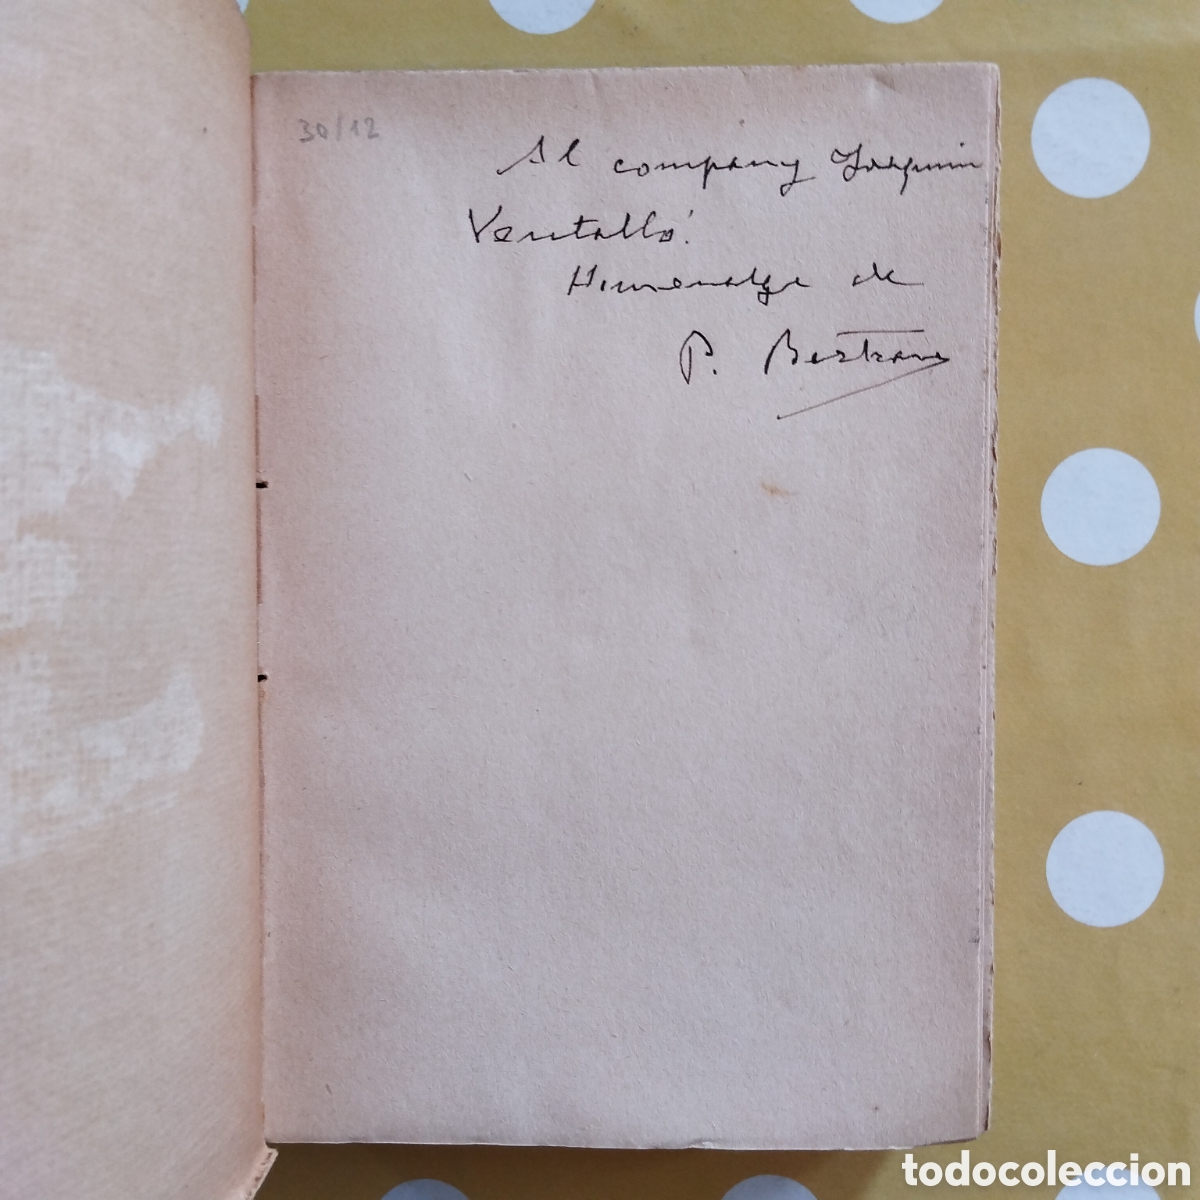 30/12
Al company Joaquim
Ventalló.
Homenatge de
P. Bertrana
todocoleccion